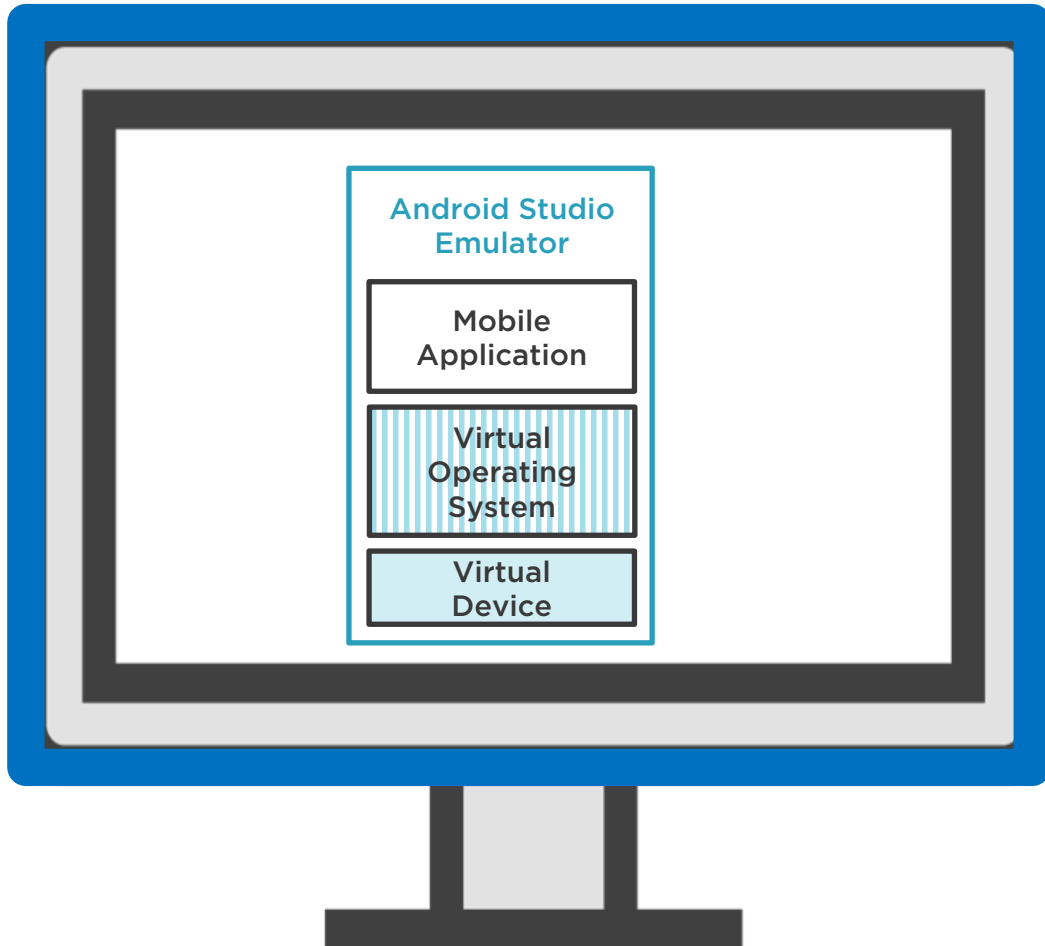 Android Studio
Emulator
Mobile
Application
Virtual
Operating
System
Virtual
Device